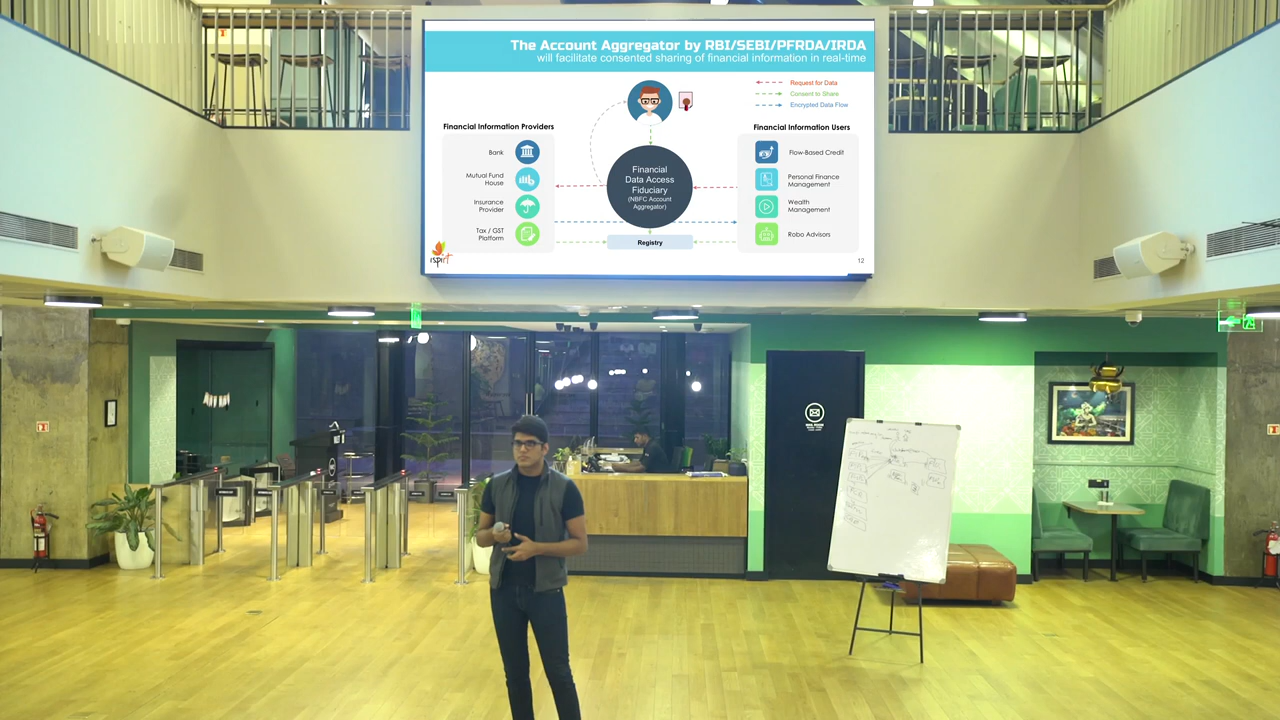 The Account Aggregator by RBI/SEBI/PFRDA/IRDA
will facilitate consented sharing of financial information in real-time
Request for Data
Consent to Share
Encrypted Data Flow
Financial Information Providers
Bank
Mutual Fund
House
Insurance
Provider
Tax / GST
Platform
Financial
Data Access
Fiduciary
(NBFC Account
Aggregator)
Registry
Financial Information Users
Flow-Based Credit
Personal Finance
Management
Wealth
Management
Robo Advisors
ispirt
12